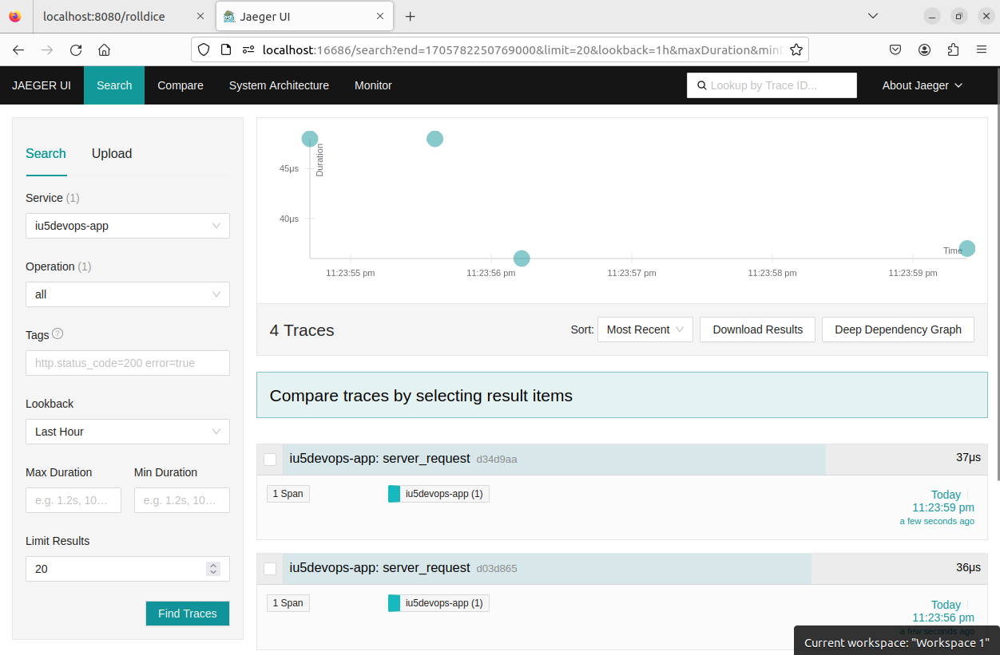 localhost:8080/rolldice
Jaeger UI
localhost:16686/search?end=1705782250769000&limit=20&lookback=1h&maxDuration&minD
JAEGER UI
Search
Compare
System Architecture
Monitor
Lookup by Trace ID...
About Jaeger
Search
Upload
Service (1)
iu5devops-app
Operation (1)
all
Tags
?
http.status_code=200 error=true
Lookback
Last Hour
Max Duration
Min Duration
e.g. 1.2s, 10…
e.g. 1.2s, 10…
Limit Results
20
Find Traces
Duration
45μs
40μs
Time
11:23:55 pm
11:23:56 pm
11:23:57 pm
11:23:58 pm
11:23:59 pm
4 Traces
Sort:
Most Recent
Download Results
Deep Dependency Graph
Compare traces by selecting result items
iu5devops-app: server_request d34d9aa
37μs
1 Span
iu5devops-app (1)
Today
11:23:59 pm
a few seconds ago
iu5devops-app: server_request d03d865
36μs
1 Span
iu5devops-app (1)
Today
11:23:56 pm
a few seconds ago
Current workspace: "Workspace 1"